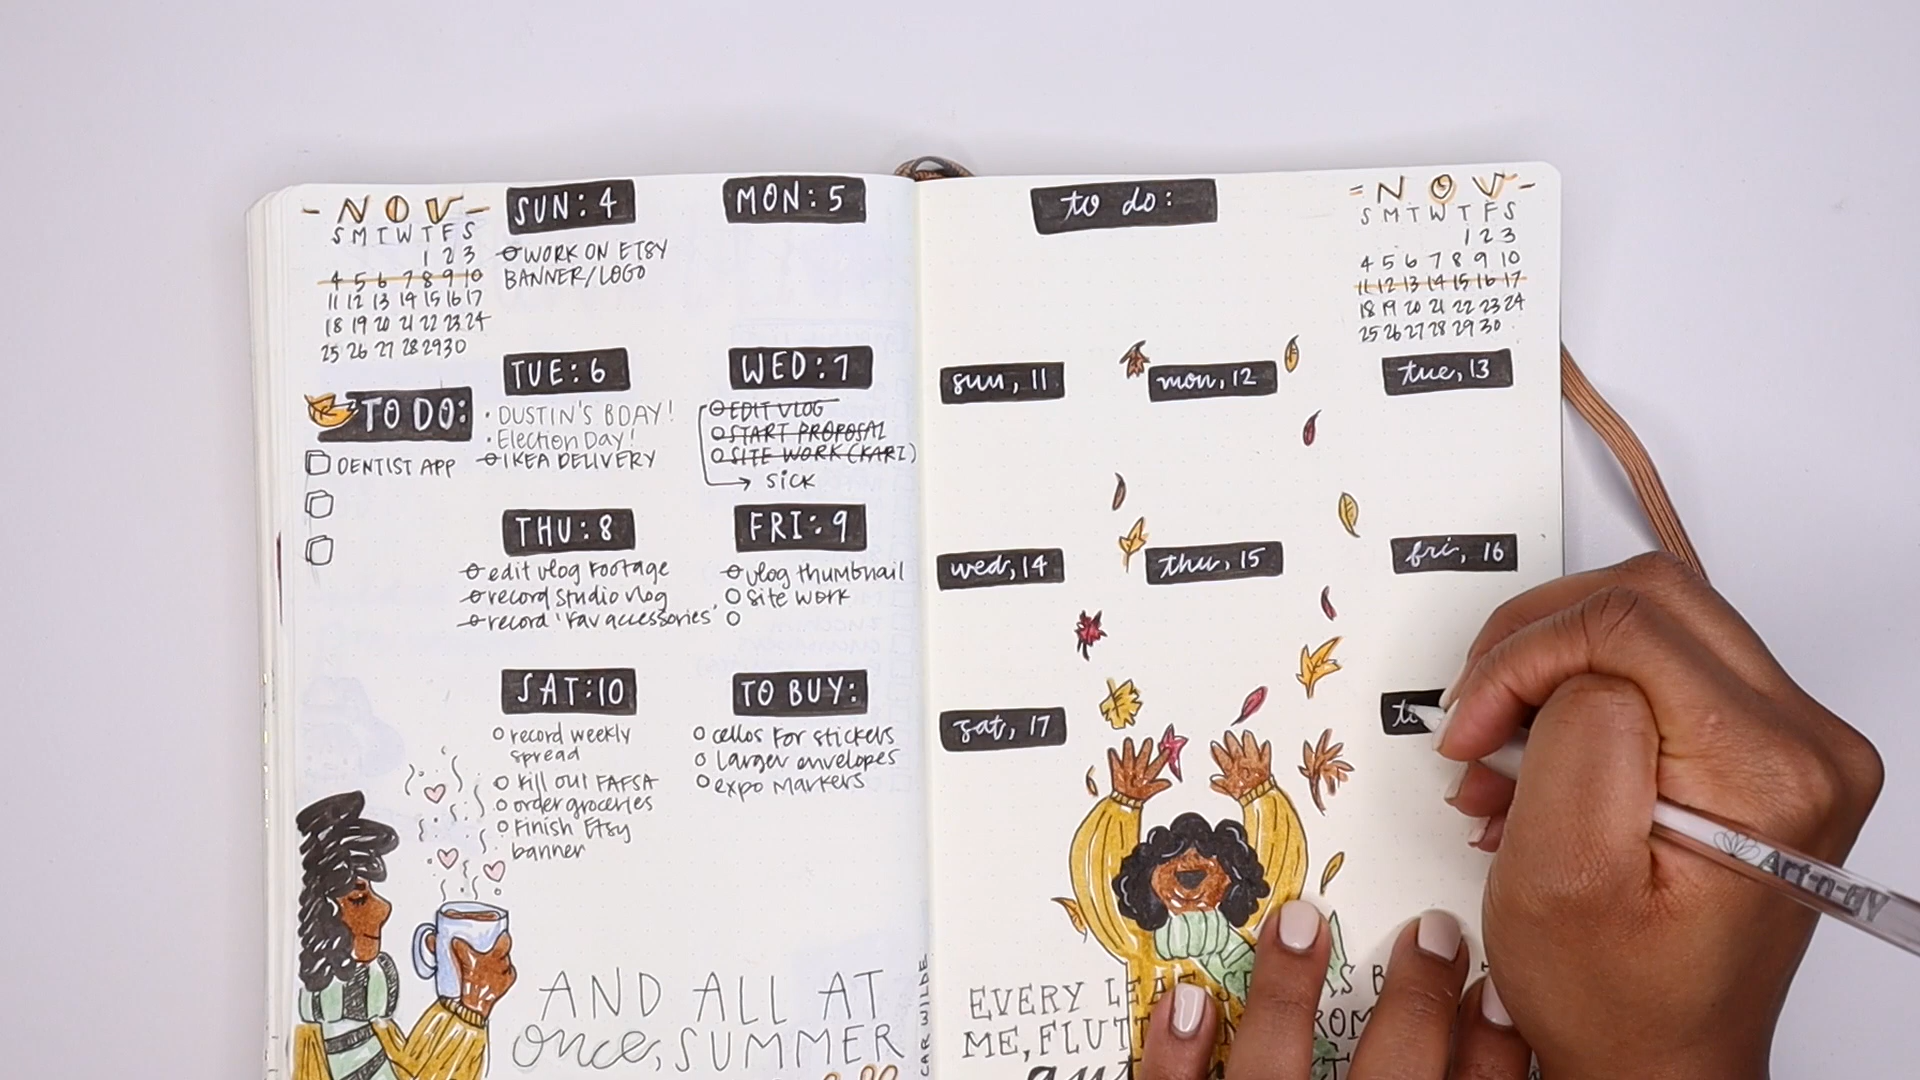 - NOV -
S M T W T F S
1 2 3
4 5 6 7 8 9 10
11 12 13 14 15 16 17
18 19 20 21 22 23 24
25 26 27 28 29 30
TO DO:
DENTIST APP
SUN: 4
WORK ON ETSY
BANNER/LOGO
MON: 5
TUE: 6
· DUSTIN'S BDAY!
· Election Day!
IKEA DELIVERY
WED: 7
EDIT VLOG
START PROPOSAL
SITE WORK (KARI)
→ SICK
THU: 8
edit vlog footage
record studio vlog
record 'fav accessories'
FRI: 9
vlog thumbnail
site work
SAT: 10
record weekly
spread
fill out FAFSA
order groceries
Finish Etsy
banner
TO BUY:
cellos for stickers
larger envelopes
expo markers
AND ALL AT
once, SUMMER
CAR WILDE
to do:
= NOV -
S M T W T F S
1 2 3
4 5 6 7 8 9 10
11 12 13 14 15 16 17
18 19 20 21 22 23 24
25 26 27 28 29 30
sun, 11
mon, 12
tue, 13
wed, 14
thu, 15
fri, 16
sat, 17
EVERY
ME,
Art-n-Fly